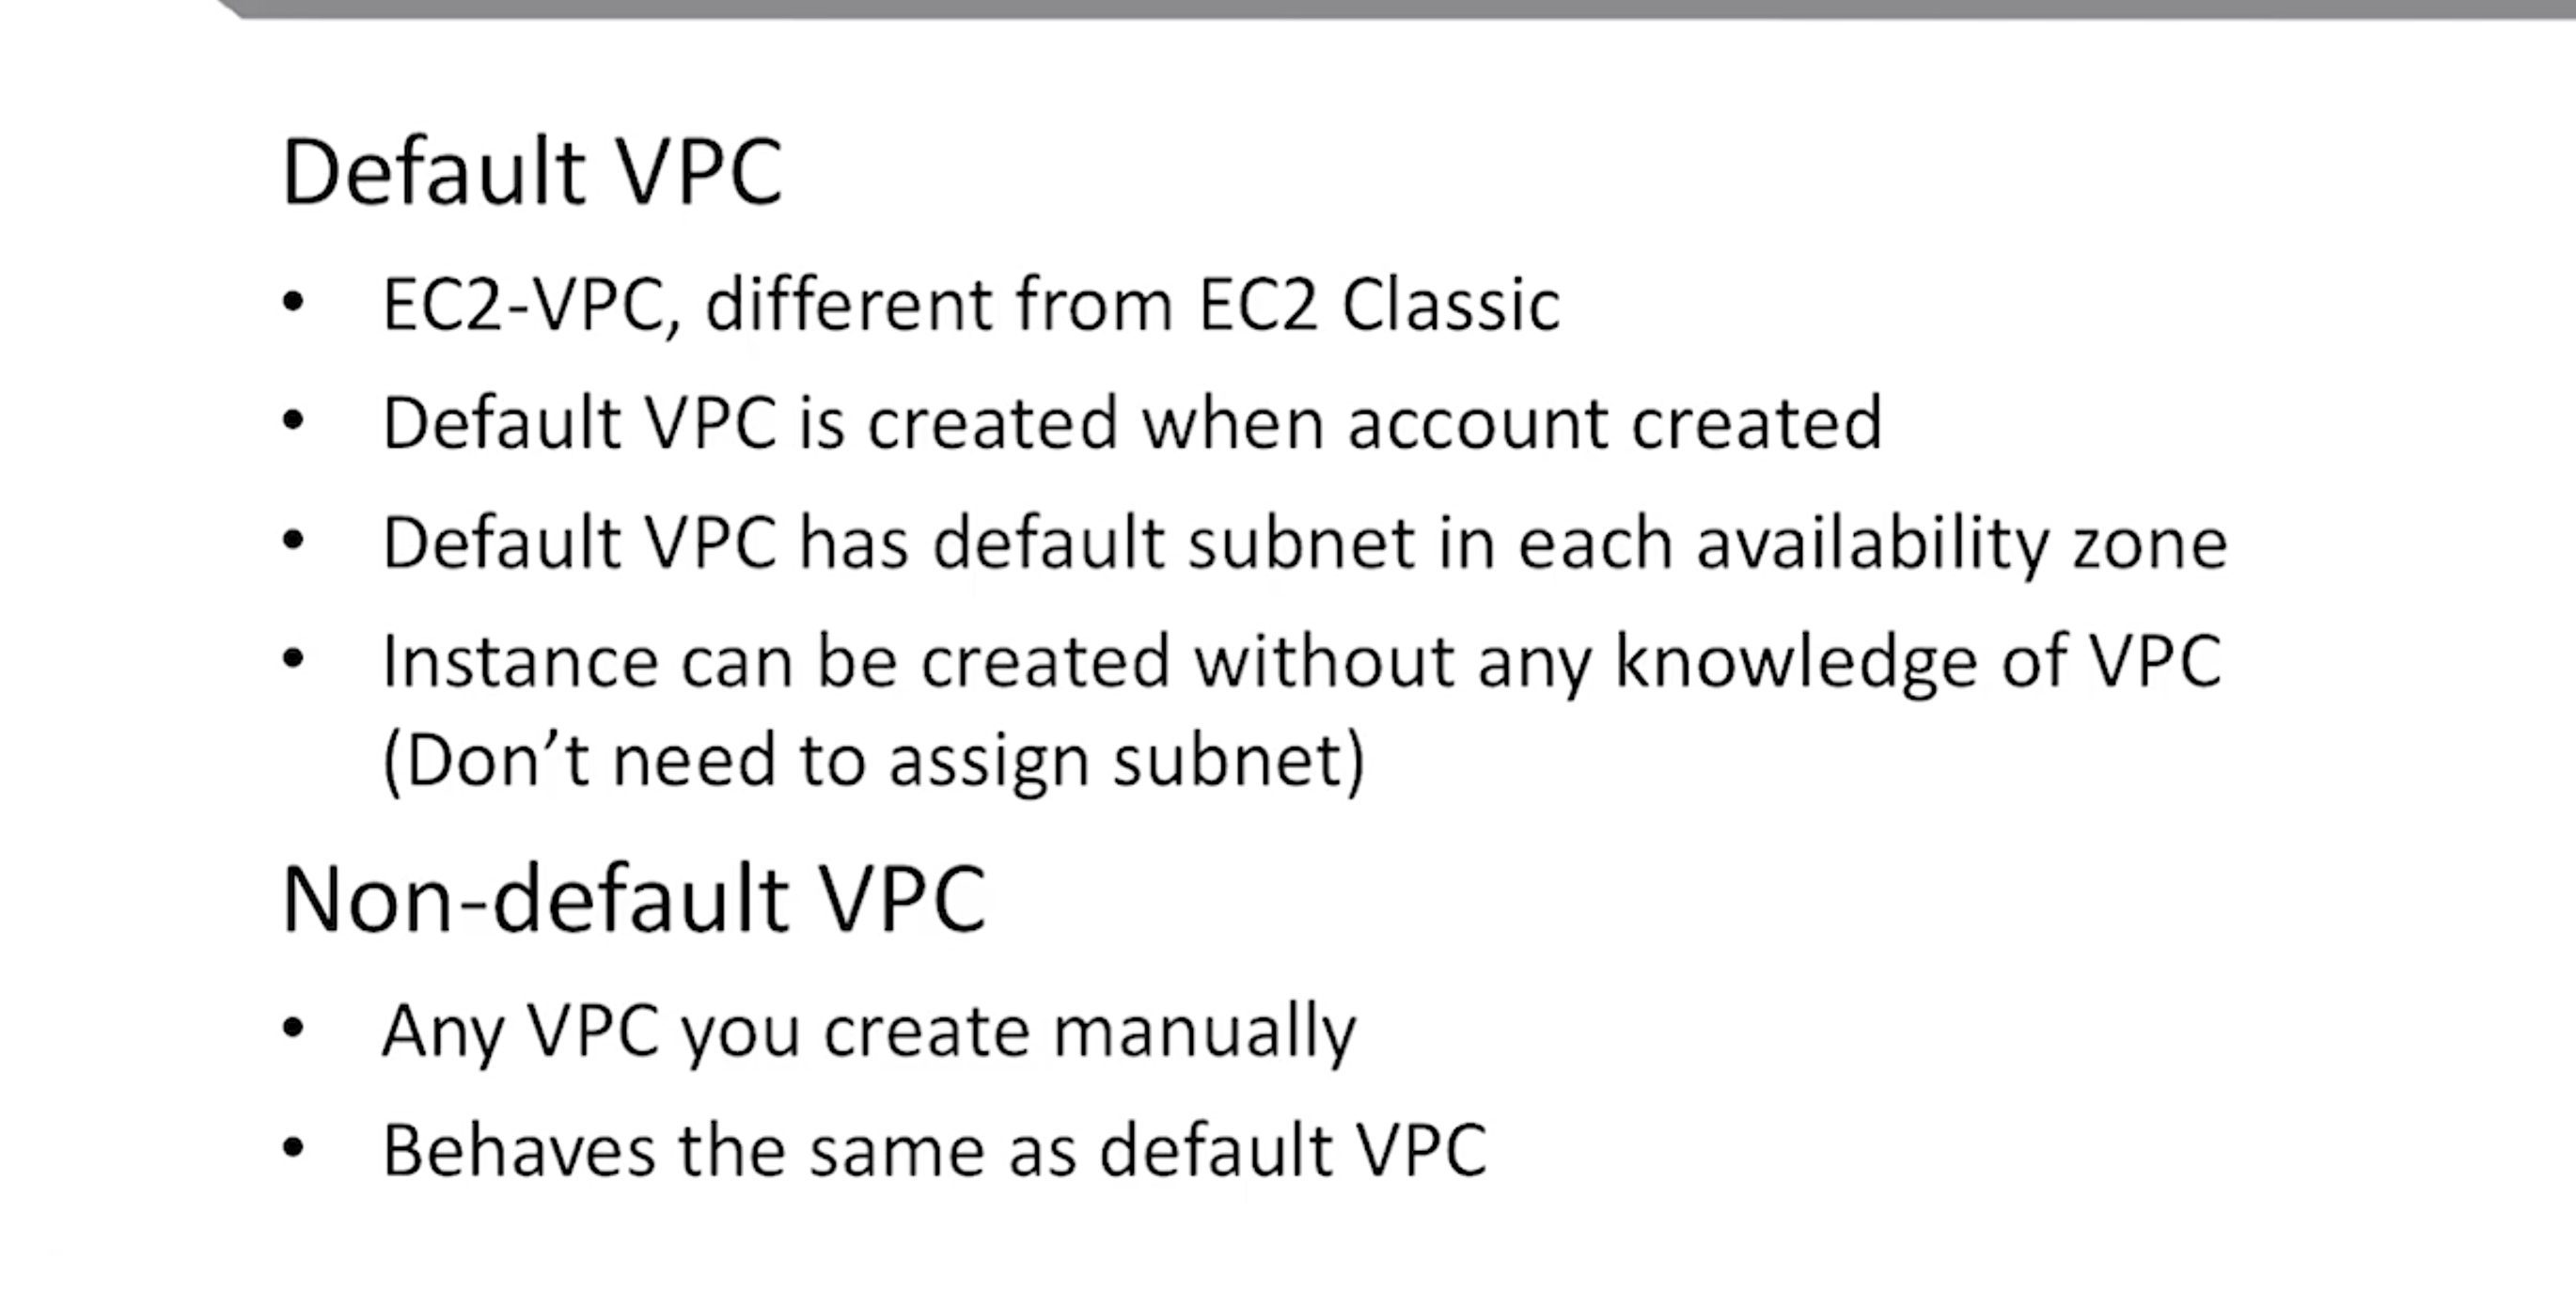 Default VPC
• EC2-VPC, different from EC2 Classic
• Default VPC is created when account created
• Default VPC has default subnet in each availability zone
• Instance can be created without any knowledge of VPC
(Don’t need to assign subnet)
Non-default VPC
• Any VPC you create manually
• Behaves the same as default VPC